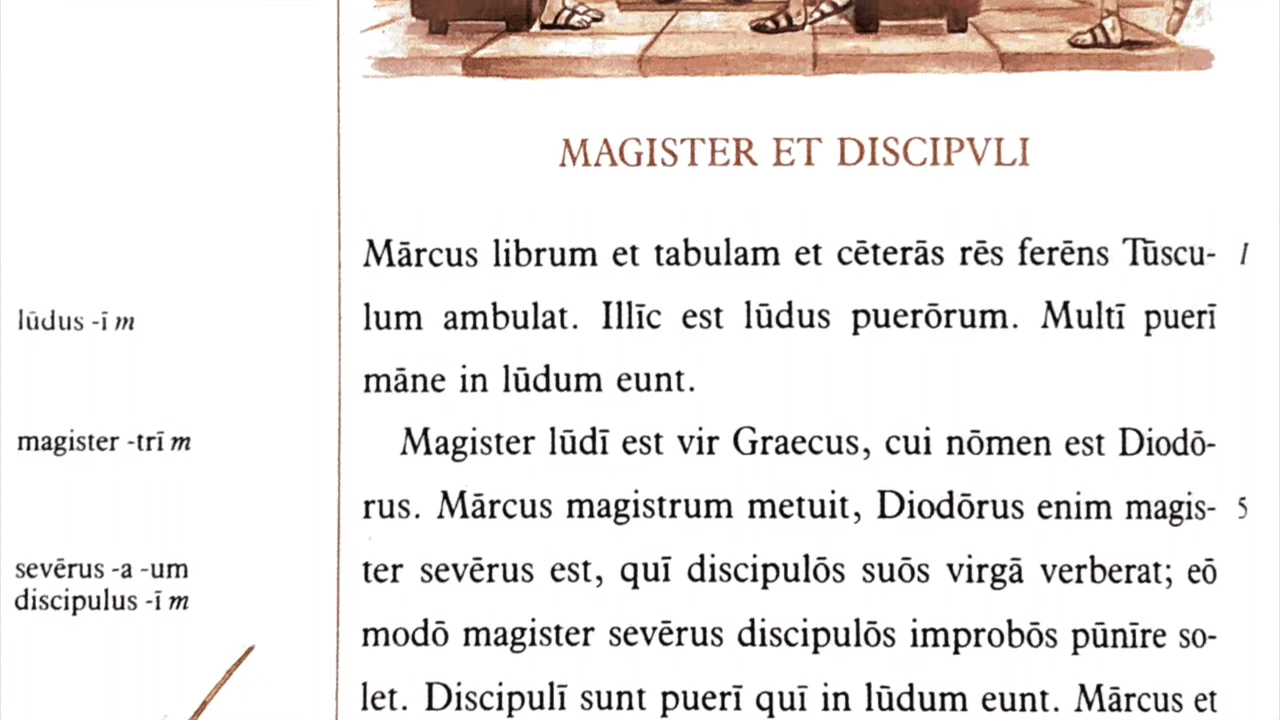 MAGISTER ET DISCIPVLI
Mārcus librum et tabulam et cēterās rēs ferēns Tūscu- 1
lum ambulat. Illīc est lūdus puerōrum. Multī puerī
māne in lūdum eunt.
Magister lūdī est vir Graecus, cui nōmen est Diodō-
rus. Mārcus magistrum metuit, Diodōrus enim magis- 5
ter sevērus est, quī discipulōs suōs virgā verberat; eō
modō magister sevērus discipulōs improbōs pūnīre so-
let. Discipulī sunt puerī quī in lūdum eunt. Mārcus et
lūdus -ī m
magister -trī m
sevērus -a -um
discipulus -ī m